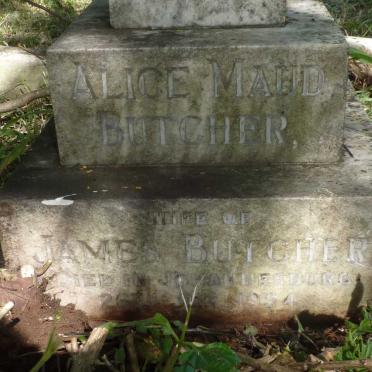 ALICE MAUD
BUTCHER,
WIFE OF
JAMES BUTCHER
DIED IN JOHANNESBURG